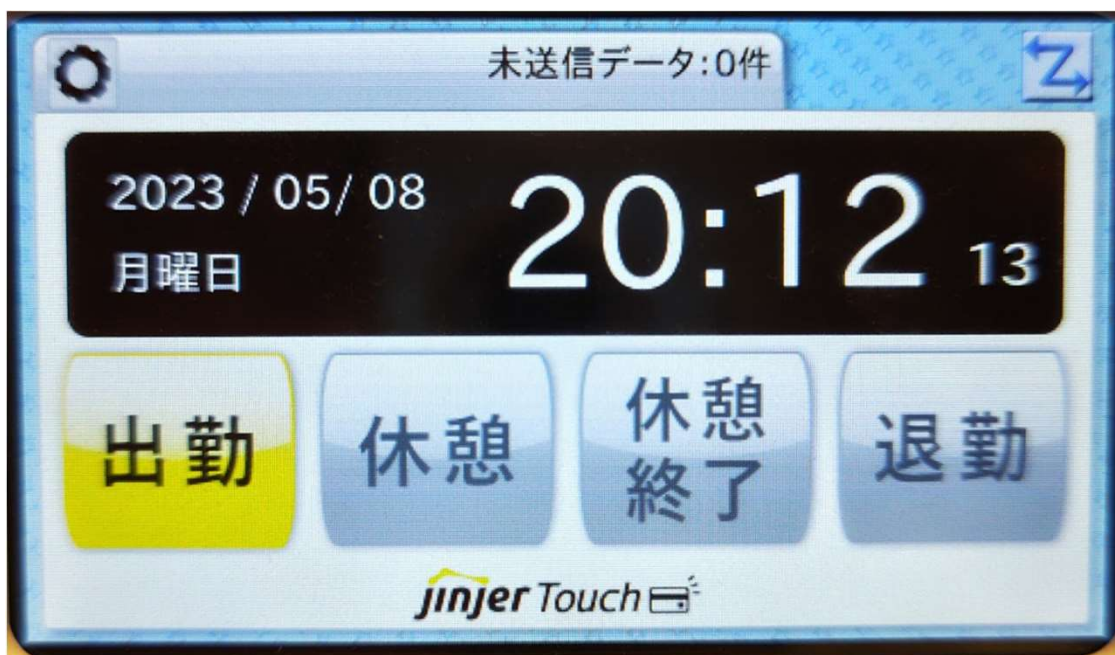 未送信データ:0件
2023 / 05/ 08
月曜日
20:12 13
出勤
休憩
休憩
終了
退勤
jinjer Touch